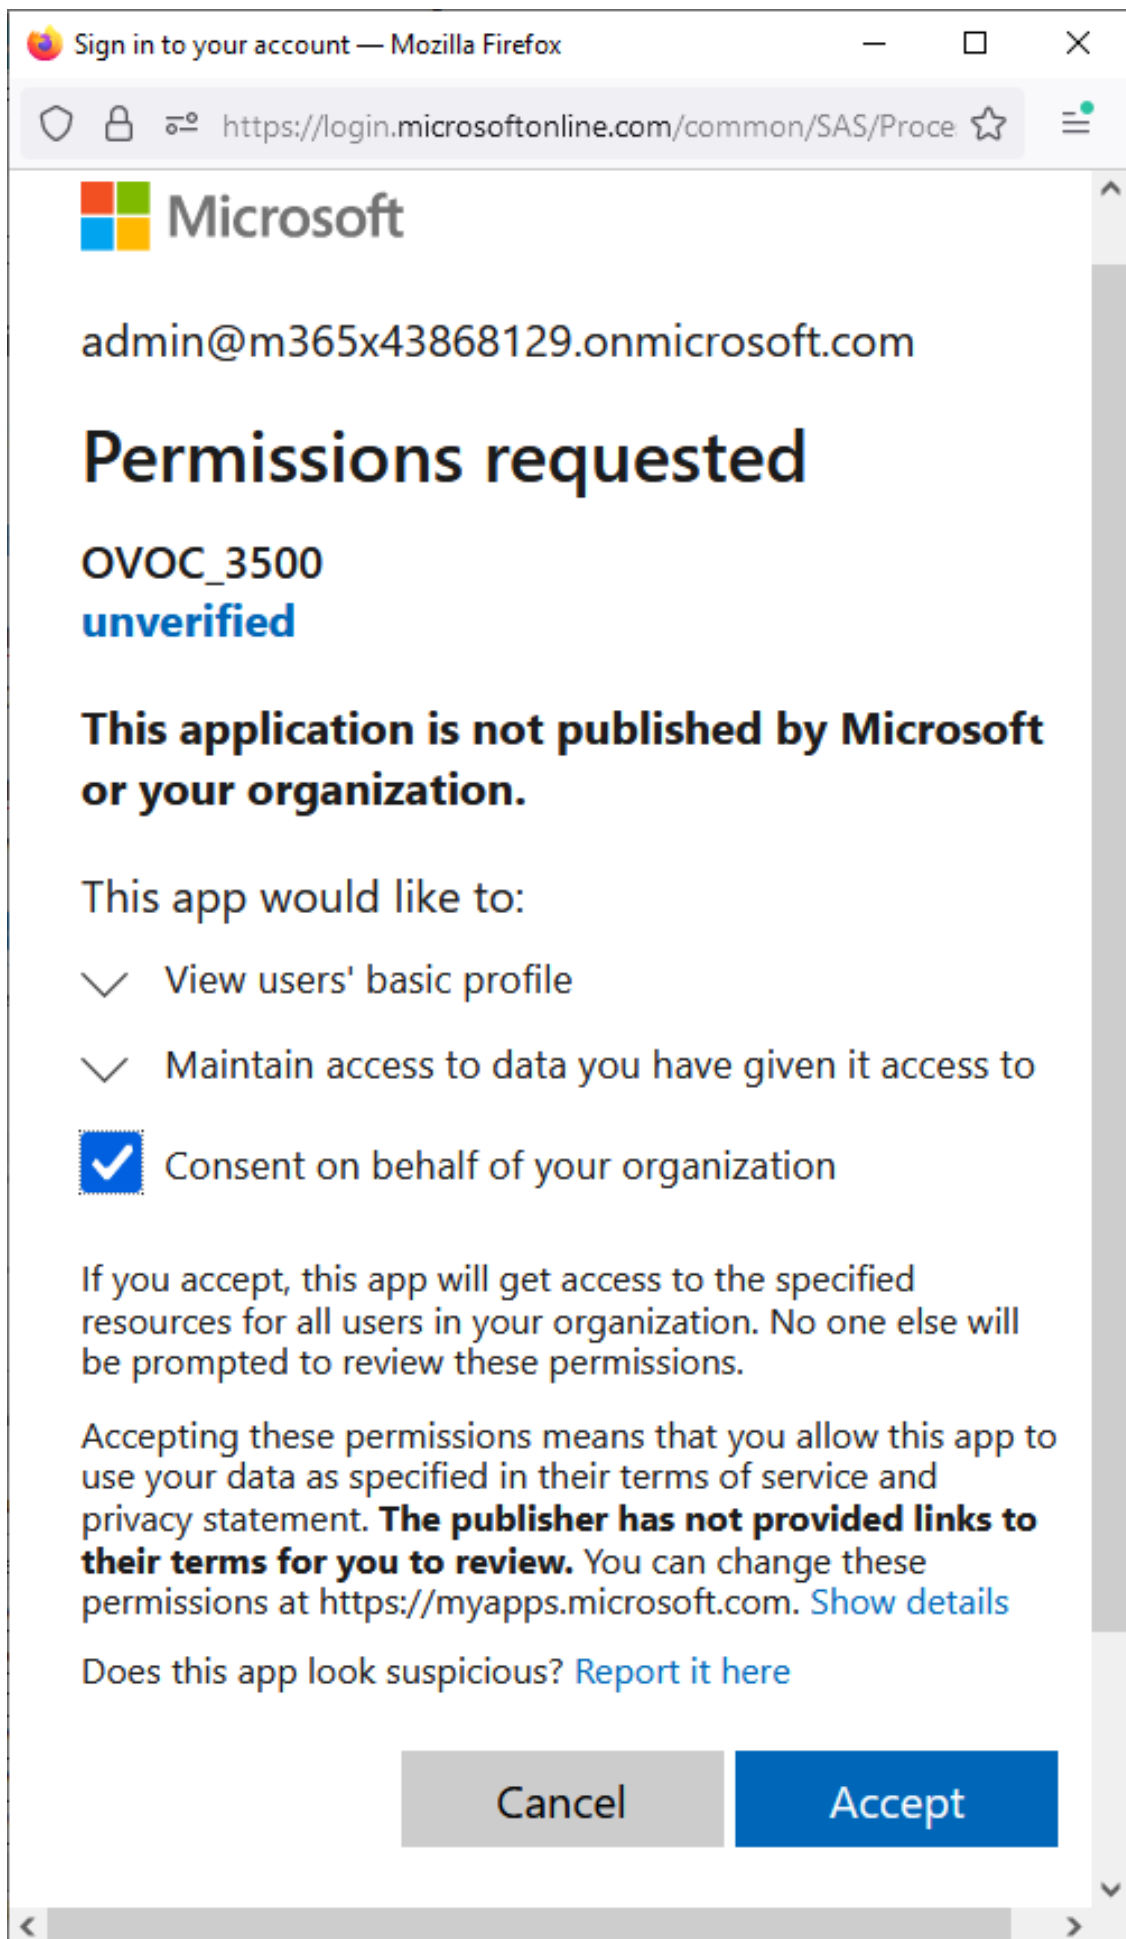 Sign in to your account — Mozilla Firefox
https://login.microsoftonline.com/common/SAS/Proce
Microsoft
admin@m365x43868129.onmicrosoft.com
Permissions requested
OVOC_3500
unverified
This application is not published by Microsoft
or your organization.
This app would like to:
View users' basic profile
Maintain access to data you have given it access to
Consent on behalf of your organization
If you accept, this app will get access to the specified
resources for all users in your organization. No one else will
be prompted to review these permissions.
Accepting these permissions means that you allow this app to
use your data as specified in their terms of service and
privacy statement. The publisher has not provided links to
their terms for you to review. You can change these
permissions at https://myapps.microsoft.com. Show details
Does this app look suspicious? Report it here
Cancel
Accept